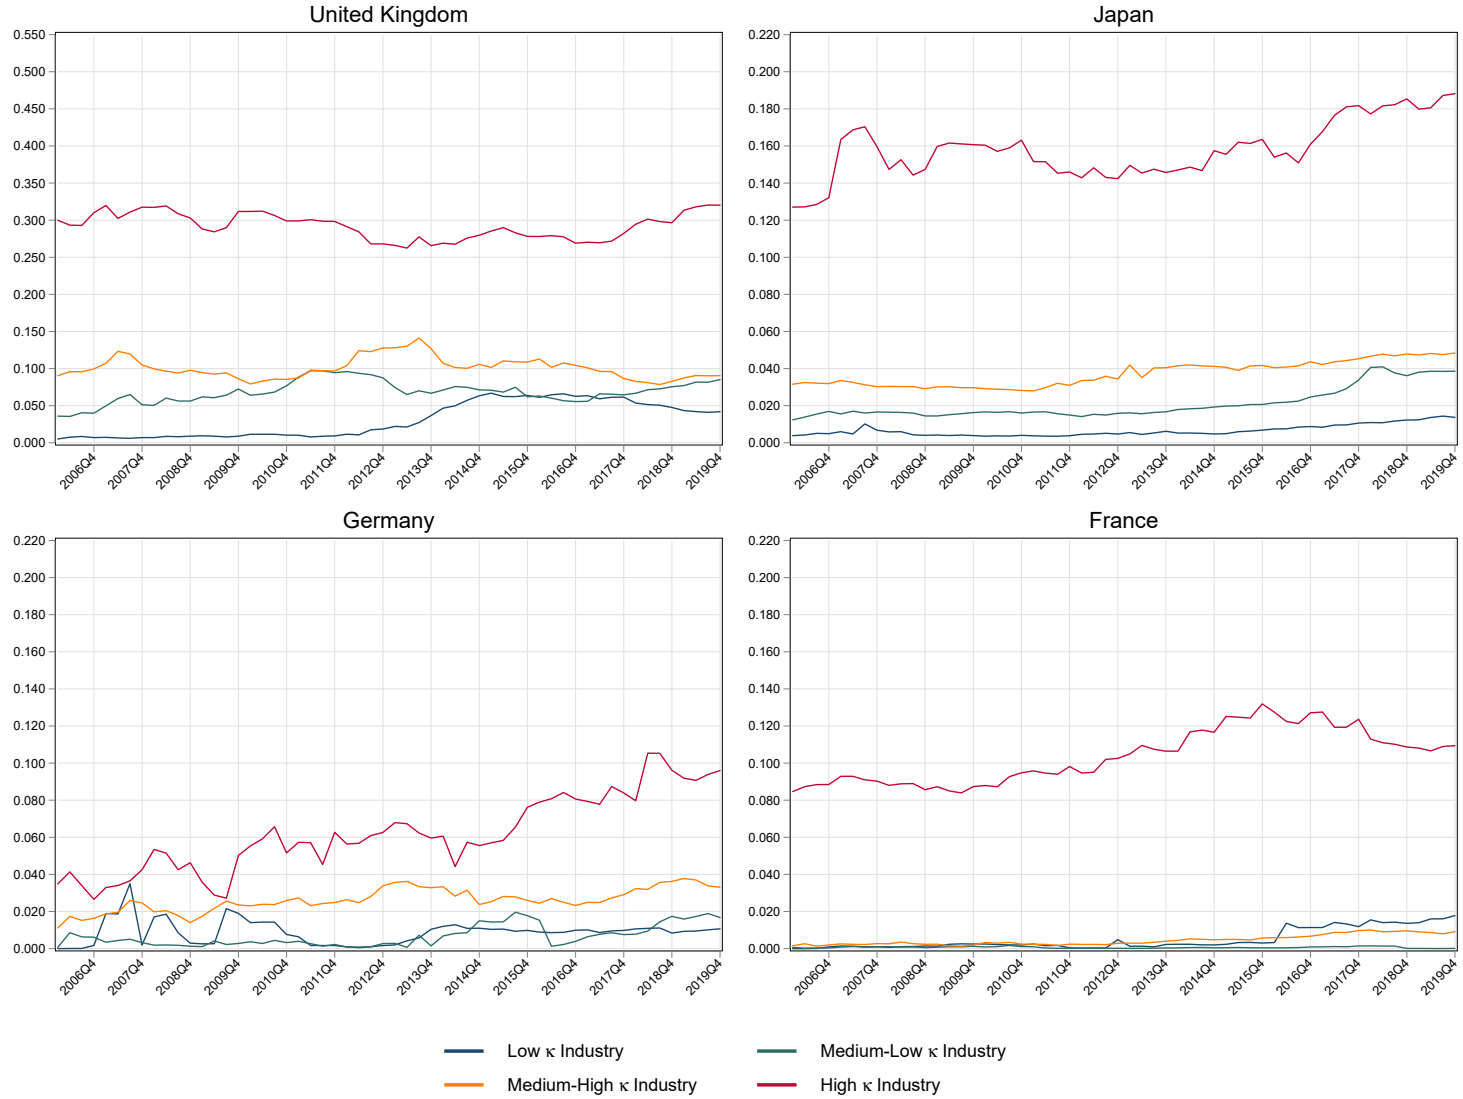 United Kingdom
0.550
0.500
0.450
0.400
0.350
0.300
0.250
0.200
0.150
0.100
0.050
0.000
2006Q4
2007Q4
2008Q4
2009Q4
2010Q4
2011Q4
2012Q4
2013Q4
2014Q4
2015Q4
2016Q4
2017Q4
2018Q4
2019Q4
Japan
0.220
0.200
0.180
0.160
0.140
0.120
0.100
0.080
0.060
0.040
0.020
0.000
2006Q4
2007Q4
2008Q4
2009Q4
2010Q4
2011Q4
2012Q4
2013Q4
2014Q4
2015Q4
2016Q4
2017Q4
2018Q4
2019Q4
Germany
0.220
0.200
0.180
0.160
0.140
0.120
0.100
0.080
0.060
0.040
0.020
0.000
2006Q4
2007Q4
2008Q4
2009Q4
2010Q4
2011Q4
2012Q4
2013Q4
2014Q4
2015Q4
2016Q4
2017Q4
2018Q4
2019Q4
France
0.220
0.200
0.180
0.160
0.140
0.120
0.100
0.080
0.060
0.040
0.020
0.000
2006Q4
2007Q4
2008Q4
2009Q4
2010Q4
2011Q4
2012Q4
2013Q4
2014Q4
2015Q4
2016Q4
2017Q4
2018Q4
2019Q4
Low κ Industry
Medium-Low κ Industry
Medium-High κ Industry
High κ Industry